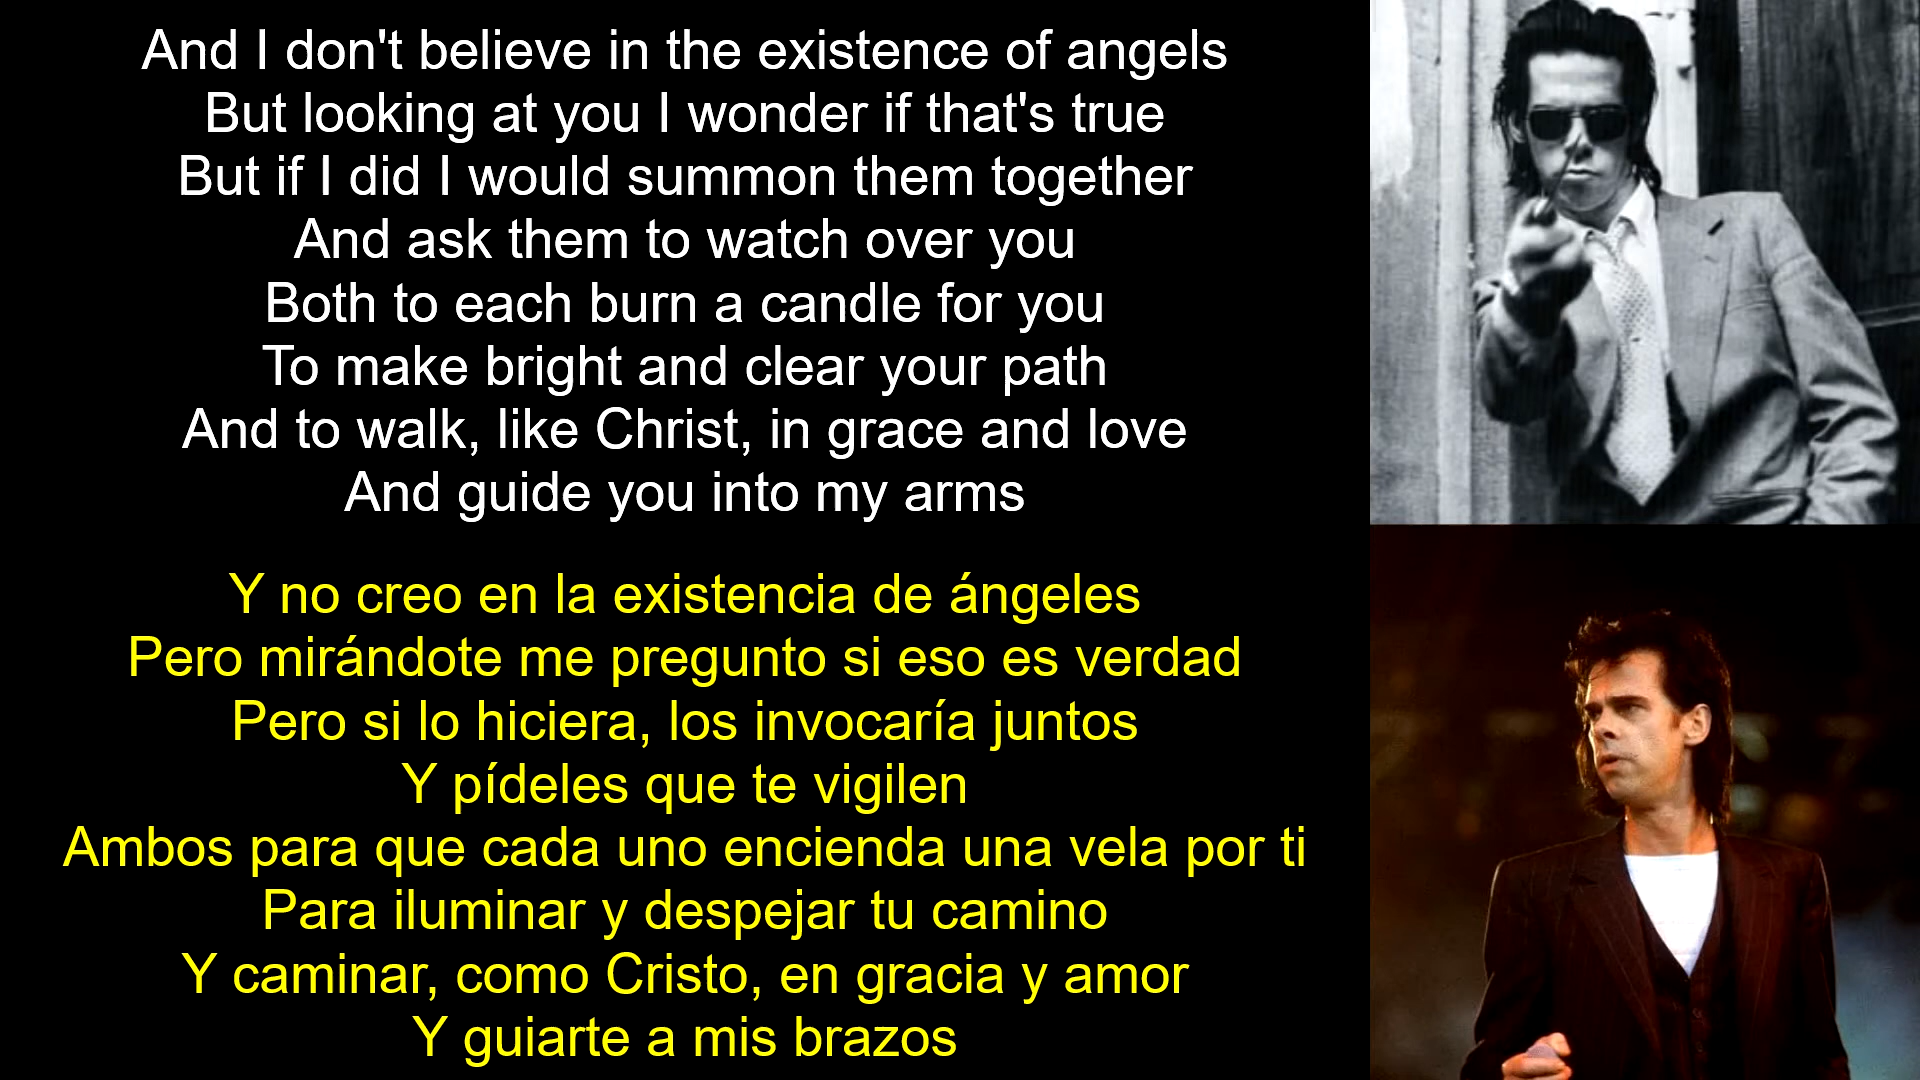 And I don't believe in the existence of angels
But looking at you I wonder if that's true
But if I did I would summon them together
And ask them to watch over you
Both to each burn a candle for you
To make bright and clear your path
And to walk, like Christ, in grace and love
And guide you into my arms
Y no creo en la existencia de ángeles
Pero mirándote me pregunto si eso es verdad
Pero si lo hiciera, los invocaría juntos
Y pídeles que te vigilen
Ambos para que cada uno encienda una vela por ti
Para iluminar y despejar tu camino
Y caminar, como Cristo, en gracia y amor
Y guiarte a mis brazos